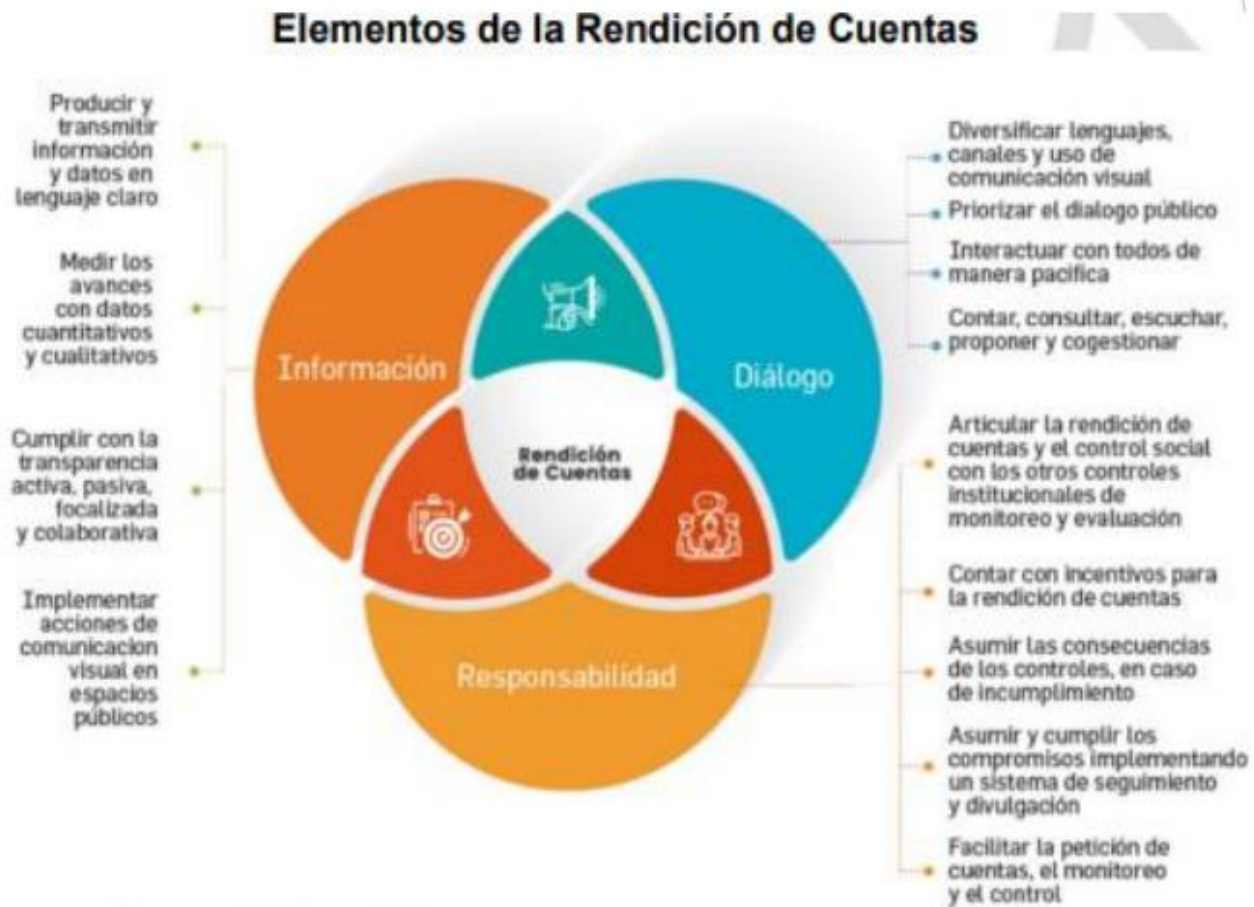 Elementos de la Rendición de Cuentas
Producir y
transmitir
información
y datos en
lenguaje claro
Medir los
avances
con datos
cuantitativos
y cualitativos
Cumplir con la
transparencia
activa, pasiva,
focalizada
y colaborativa
Implementar
acciones de
comunicacion
visual en
espacios
públicos
Información
Diálogo
Rendición
de Cuentas
Responsabilidad
Diversificar lenguajes,
canales y uso de
comunicación visual
Priorizar el dialogo público
Interactuar con todos de
manera pacifica
Contar, consultar, escuchar,
proponer y cogestionar
Articular la rendición de
cuentas y el control social
con los otros controles
institucionales de
monitoreo y evaluación
Contar con incentivos para
la rendición de cuentas
Asumir las consecuencias
de los controles, en caso
de incumplimiento
Asumir y cumplir los
compromisos implementando
un sistema de seguimiento
y divulgación
Facilitar la petición de
cuentas, el monitoreo
y el control